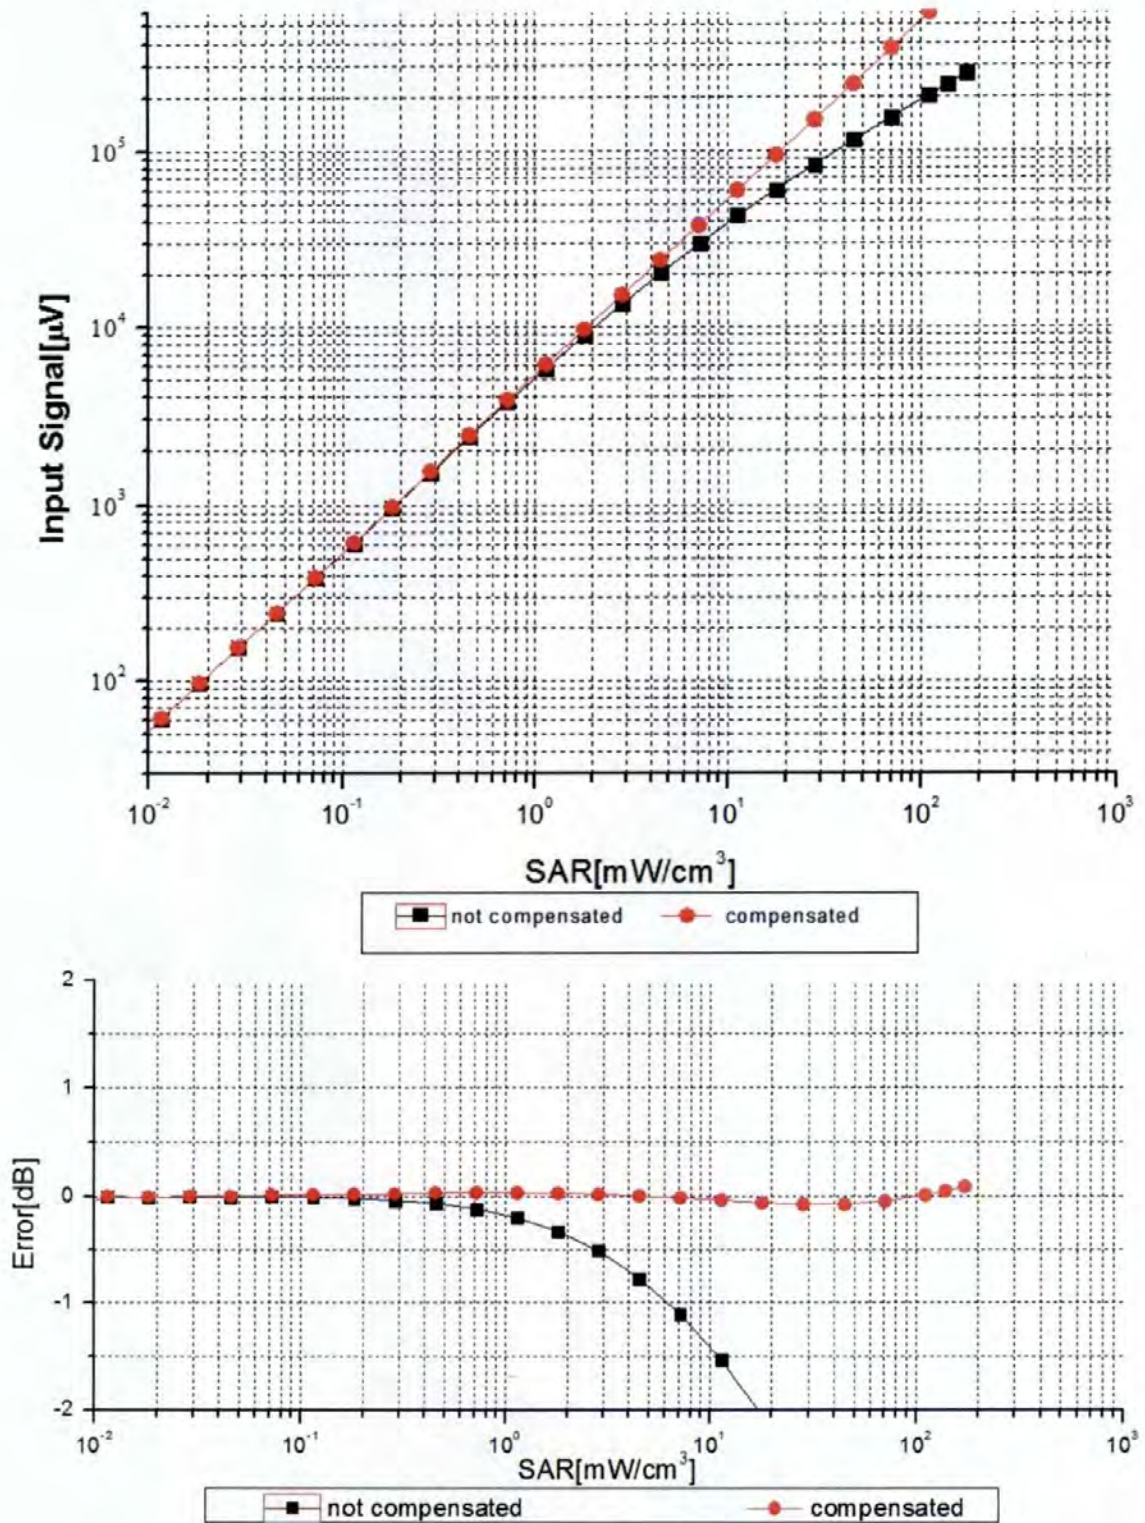 Input Signal[µV]
10⁵
10⁴
10³
10²
10⁻² 10⁻¹ 10⁰ 10¹ 10² 10³
SAR[mW/cm³]
not compensated compensated
Error[dB]
2
1
0
-1
-2
10⁻² 10⁻¹ 10⁰ 10¹ 10² 10³
SAR[mW/cm³]
not compensated compensated